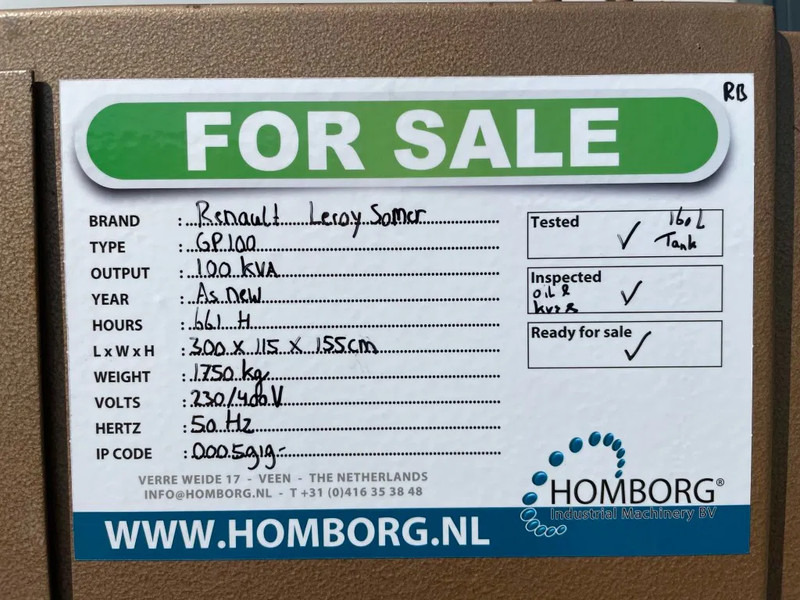 RB
FOR SALE
BRAND : Renault Leroy Somer
TYPE : GP100
OUTPUT : 100 kVA
YEAR : As new
HOURS : 661 H
L x W x H : 300 x 115 x 155cm
WEIGHT : 1750 kg
VOLTS : 230/400V
HERTZ : 50 Hz
IP CODE : 0005919-
Tested ✓ 160L
Tank
Inspected ✓
oil &
Ready for sale
✓
VERRE WEIDE 17 - VEEN - THE NETHERLANDS
INFO@HOMBORG.NL - T +31 (0)416 35 38 48
HOMBORG®
Industrial Machinery BV
WWW.HOMBORG.NL